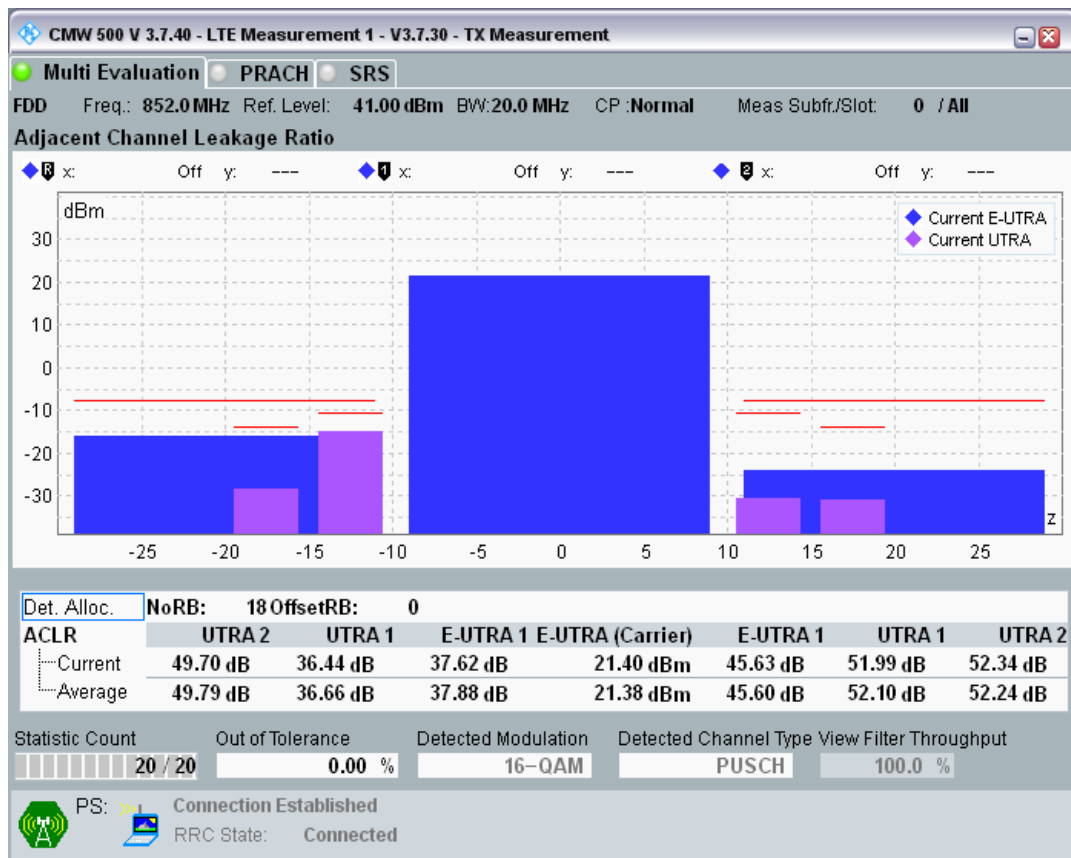 CMW 500 V 3.7.40 - LTE Measurement 1 - V3.7.30 - TX Measurement
Multi Evaluation PRACH SRS
FDD Freq.: 852.0 MHz Ref. Level: 41.00 dBm BW:20.0 MHz CP :Normal Meas Subfr./Slot: 0 / All
Adjacent Channel Leakage Ratio
R x: Off y: --- 1 x: Off y: --- 2 x: Off y: ---
dBm
Current E-UTRA
Current UTRA
30
20
10
0
-10
-20
-30
z
-25 -20 -15 -10 -5 0 5 10 15 20 25
Det. Alloc. NoRB: 18 OffsetRB: 0
ACLR UTRA 2 UTRA 1 E-UTRA 1 E-UTRA (Carrier) E-UTRA 1 UTRA 1 UTRA 2
Current 49.70 dB 36.44 dB 37.62 dB 21.40 dBm 45.63 dB 51.99 dB 52.34 dB
Average 49.79 dB 36.66 dB 37.88 dB 21.38 dBm 45.60 dB 52.10 dB 52.24 dB
Statistic Count Out of Tolerance Detected Modulation Detected Channel Type View Filter Throughput
20 / 20 0.00 % 16-QAM PUSCH 100.0 %
PS: Connection Established
RRC State: Connected